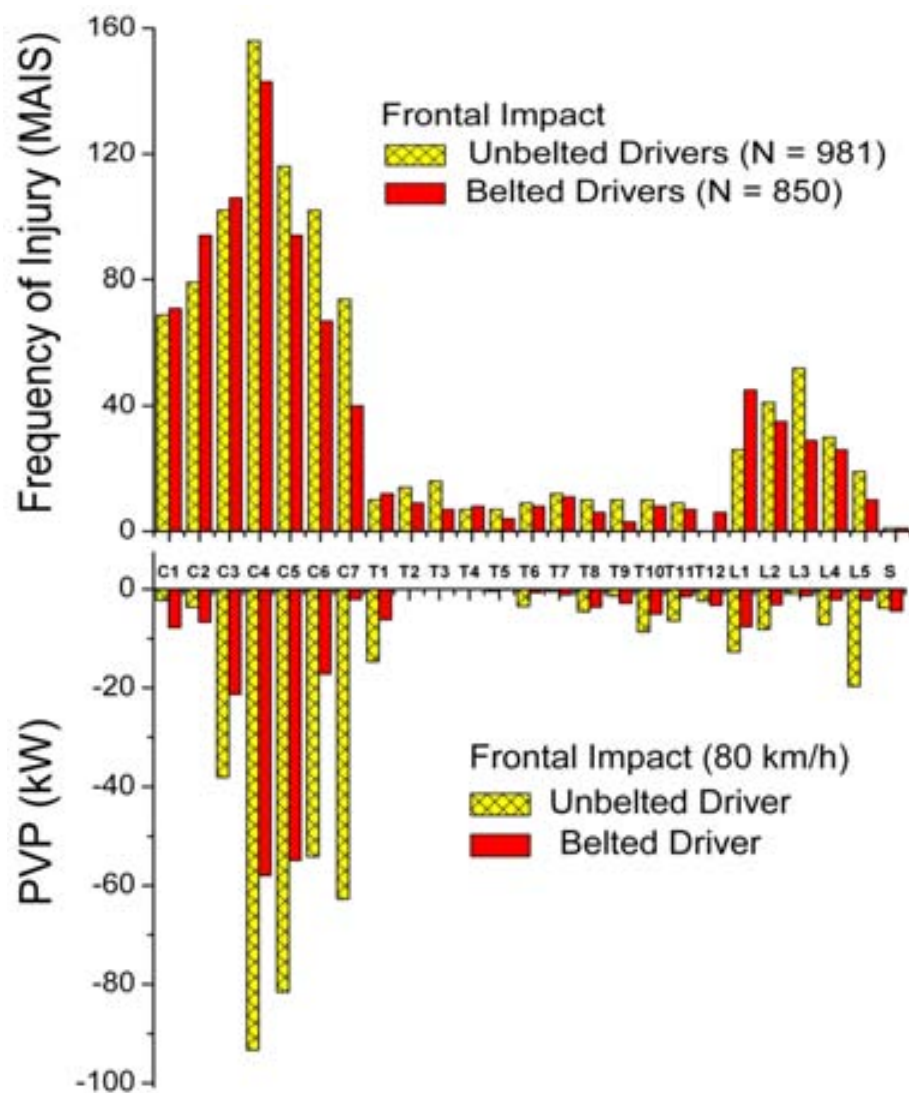 Frequency of Injury (MAIS)
160
120
80
40
0
Frontal Impact
Unbelted Drivers (N = 981)
Belted Drivers (N = 850)
C1 C2 C3 C4 C5 C6 C7 T1 T2 T3 T4 T5 T6 T7 T8 T9 T10 T11 T12 L1 L2 L3 L4 L5 S
PVP (kW)
0
-20
-40
-60
-80
-100
Frontal Impact (80 km/h)
Unbelted Driver
Belted Driver